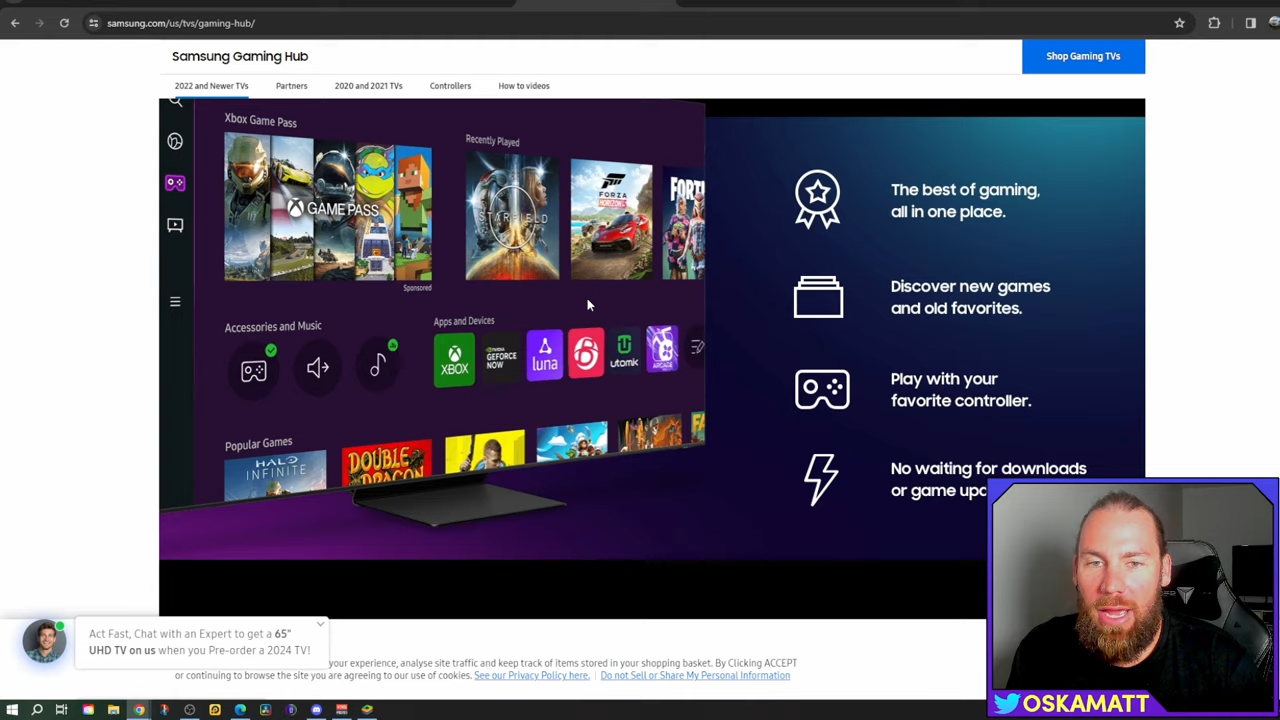 samsung.com/us/tvs/gaming-hub/
Samsung Gaming Hub
Shop Gaming TVs
2022 and Newer TVs
Partners
2020 and 2021 TVs
Controllers
How to videos
Xbox Game Pass
Recently Played
GAME PASS
STARFIELD
FORZA
HORIZON
FORT
Sponsored
The best of gaming,
all in one place.
Discover new games
and old favorites.
Accessories and Music
Apps and Devices
XBOX
NVIDIA
GEFORCE
NOW
luna
utomik
ARCADE
Play with your
favorite controller.
Popular Games
HALO
INFINITE
DOUBLE
DRAGON
No waiting for downloads
or game
Act Fast, Chat with an Expert to get a 65"
UHD TV on us when you Pre-order a 2024 TV!
your experience, analyse site traffic and keep track of items stored in your shopping basket. By Clicking ACCEPT
or continuing to browse the site you are agreeing to our use of cookies. See our Privacy Policy here. | Do not Sell or Share My Personal Information
OSKAMATT